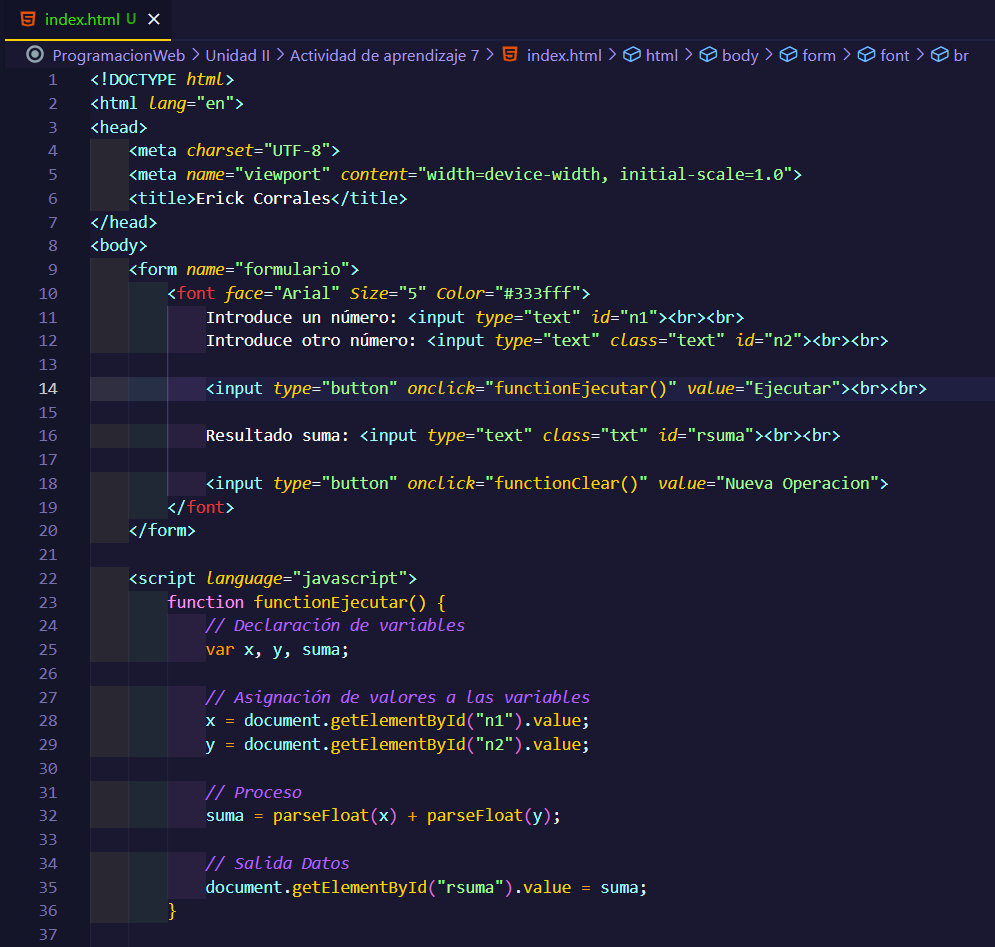 index.html U
ProgramacionWeb > Unidad II > Actividad de aprendizaje 7 > index.html > html > body > form > font > br
1 <!DOCTYPE html>
2 <html lang="en">
3 <head>
4     <meta charset="UTF-8">
5     <meta name="viewport" content="width=device-width, initial-scale=1.0">
6     <title>Erick Corrales</title>
7 </head>
8 <body>
9     <form name="formulario">
10         <font face="Arial" Size="5" Color="#333fff">
11             Introduce un número: <input type="text" id="n1"><br><br>
12             Introduce otro número: <input type="text" class="text" id="n2"><br><br>
13
14             <input type="button" onclick="functionEjecutar()" value="Ejecutar"><br><br>
15
16             Resultado suma: <input type="text" class="txt" id="rsuma"><br><br>
17
18             <input type="button" onclick="functionClear()" value="Nueva Operacion">
19         </font>
20     </form>
21
22     <script language="javascript">
23         function functionEjecutar() {
24             // Declaración de variables
25             var x, y, suma;
26
27             // Asignación de valores a las variables
28             x = document.getElementById("n1").value;
29             y = document.getElementById("n2").value;
30
31             // Proceso
32             suma = parseFloat(x) + parseFloat(y);
33
34             // Salida Datos
35             document.getElementById("rsuma").value = suma;
36         }
37